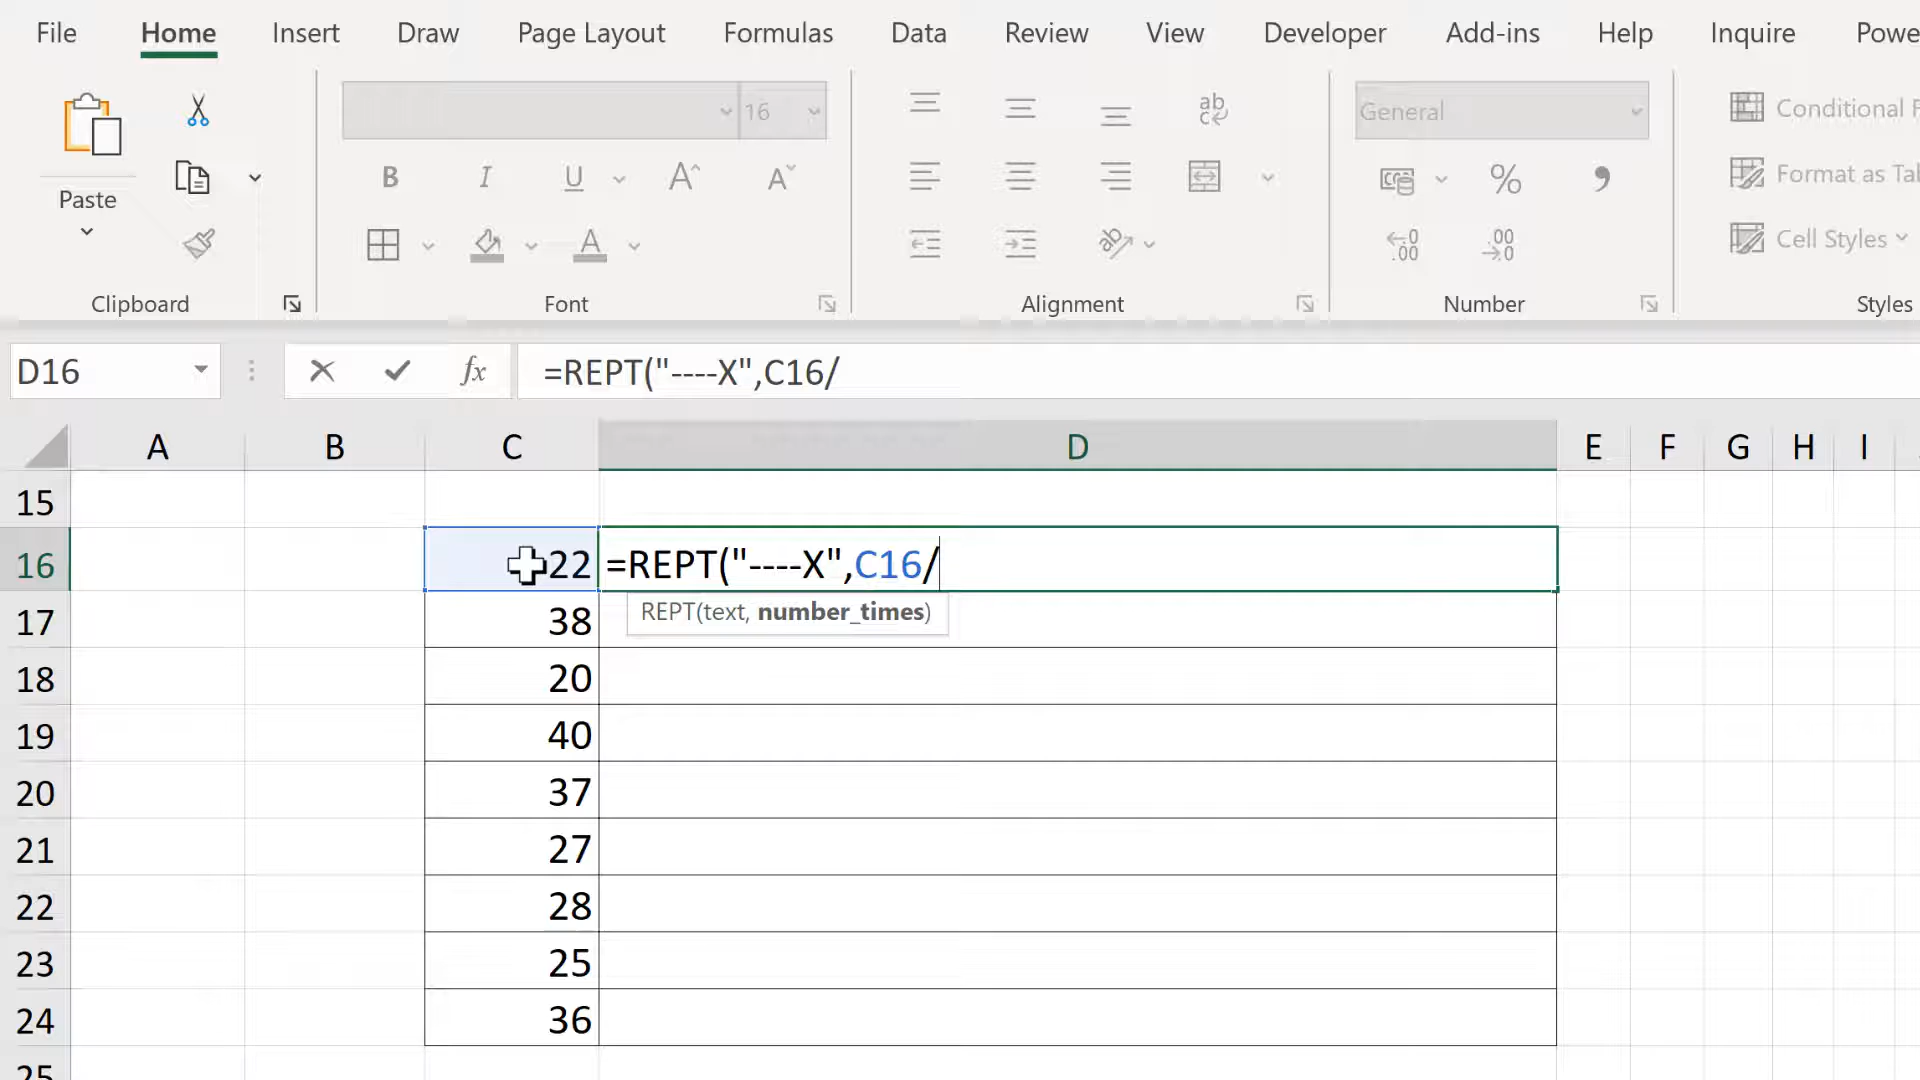 File Home Insert Draw Page Layout Formulas Data Review View Developer Add-ins Help Inquire Powe
16 General Conditional F
B I U A A % Format as Tab
Paste
A Cell Styles
Clipboard Font Alignment Number Styles
D16 fx =REPT("----X",C16/
A B C D E F G H I
15
16 22 =REPT("----X",C16/
17 38 REPT(text, number_times)
18 20
19 40
20 37
21 27
22 28
23 25
24 36
25